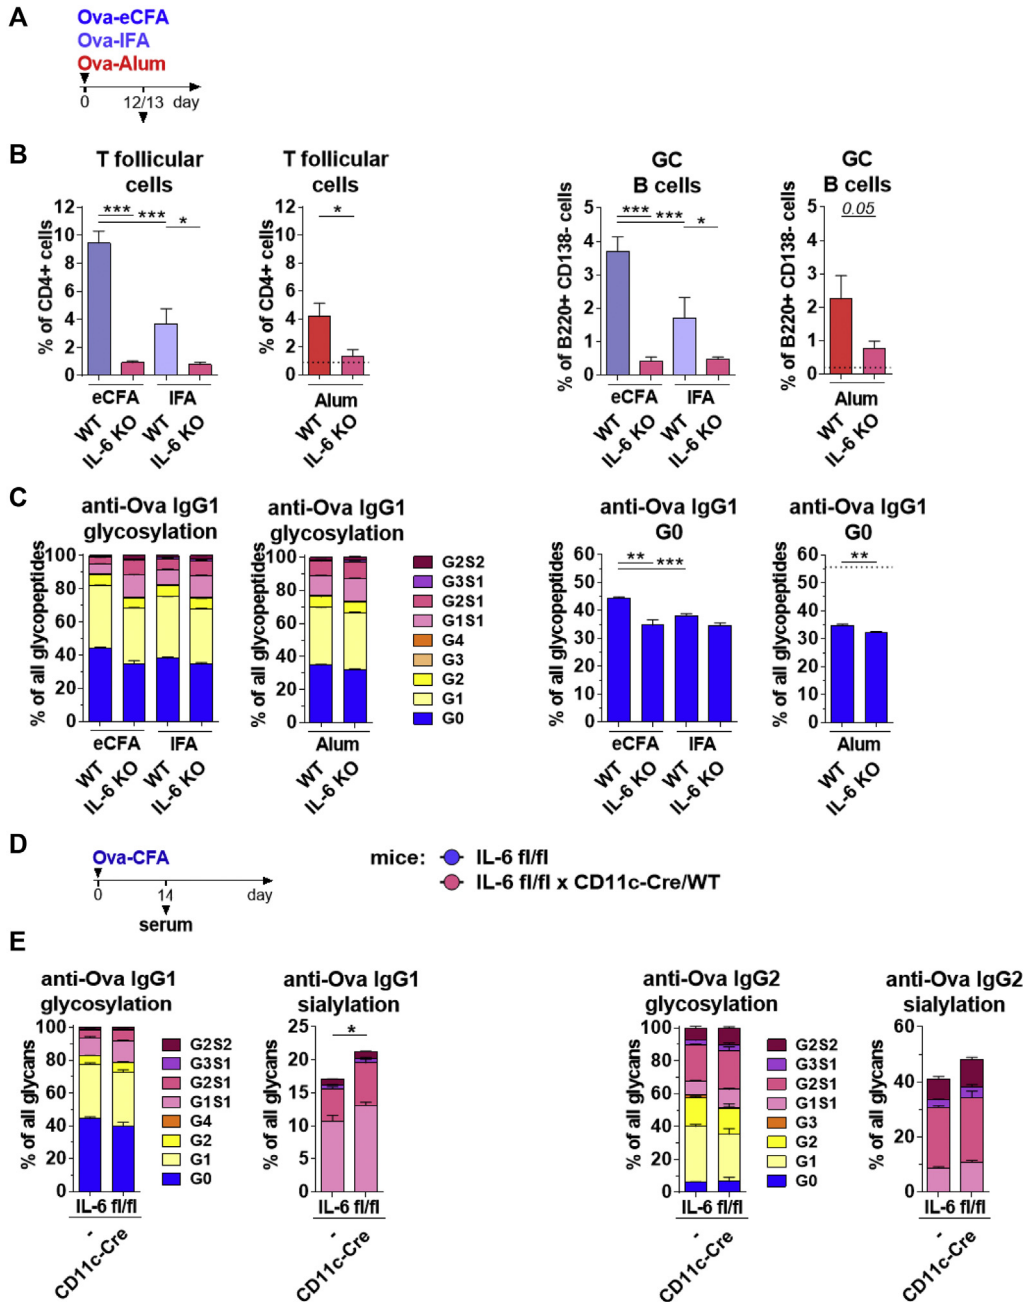 A
Ova-eCFA
Ova-IFA
Ova-Alum
0 12/13 day
B
T follicular
cells
% of CD4+ cells
12
10
8
6
4
2
0
*** *** *
eCFA IFA
WT IL-6 KO WT IL-6 KO
T follicular
cells
% of CD4+ cells
12
10
8
6
4
2
0
*
Alum
WT IL-6 KO
GC
B cells
% of B220+ CD138- cells
5
4
3
2
1
0
*** *** *
eCFA IFA
WT IL-6 KO WT IL-6 KO
GC
B cells
% of B220+ CD138- cells
5
4
3
2
1
0
0.05
Alum
WT IL-6 KO
C
anti-Ova IgG1
glycosylation
% of all glycopeptides
100
80
60
40
20
0
eCFA IFA
WT IL-6 KO WT IL-6 KO
anti-Ova IgG1
glycosylation
% of all glycopeptides
100
80
60
40
20
0
Alum
WT IL-6 KO
G2S2
G3S1
G2S1
G1S1
G4
G3
G2
G1
G0
anti-Ova IgG1
G0
% of all glycopeptides
60
50
40
30
20
10
0
** ***
eCFA IFA
WT IL-6 KO WT IL-6 KO
anti-Ova IgG1
G0
% of all glycopeptides
60
50
40
30
20
10
0
**
Alum
WT IL-6 KO
D
Ova-CFA
0 14 day
serum
mice: IL-6 fl/fl
IL-6 fl/fl x CD11c-Cre/WT
E
anti-Ova IgG1
glycosylation
% of all glycans
100
80
60
40
20
0
IL-6 fl/fl
- CD11c-Cre
G2S2
G3S1
G2S1
G1S1
G4
G2
G1
G0
anti-Ova IgG1
sialylation
% of all glycans
25
20
15
10
5
0
*
IL-6 fl/fl
- CD11c-Cre
anti-Ova IgG2
glycosylation
% of all glycans
100
80
60
40
20
0
IL-6 fl/fl
- CD11c-Cre
G2S2
G3S1
G2S1
G1S1
G3
G2
G1
G0
anti-Ova IgG2
sialylation
% of all glycans
60
40
20
0
IL-6 fl/fl
- CD11c-Cre